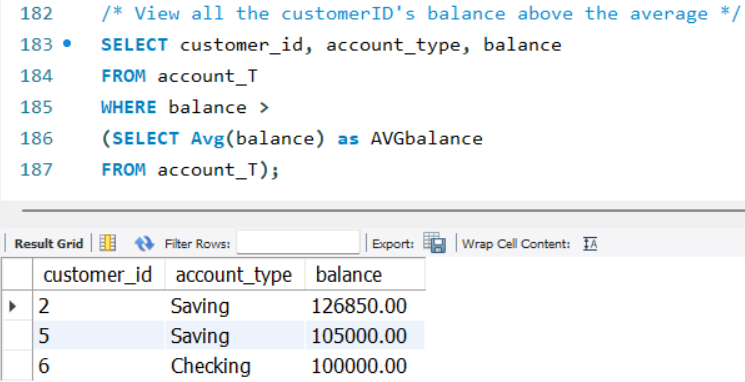 182 /* View all the customerID's balance above the average */
183 SELECT customer_id, account_type, balance
184 FROM account_T
185 WHERE balance >
186 (SELECT Avg(balance) as AVGbalance
187 FROM account_T);
Result Grid Filter Rows: Export: Wrap Cell Content: IA
customer_id account_type balance
2 Saving 126850.00
5 Saving 105000.00
6 Checking 100000.00